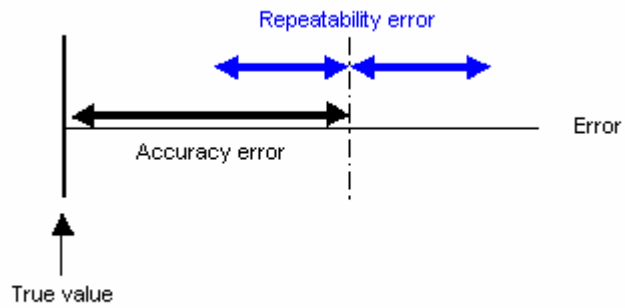 Repeatability error
Error
Accuracy error
True value